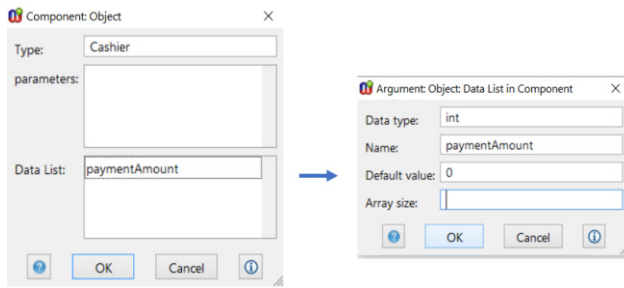 Component: Object
Type: Cashier
parameters:
Data List: paymentAmount
OK Cancel
Argument: Object: Data List in Component
Data type: int
Name: paymentAmount
Default value: 0
Array size:
OK Cancel